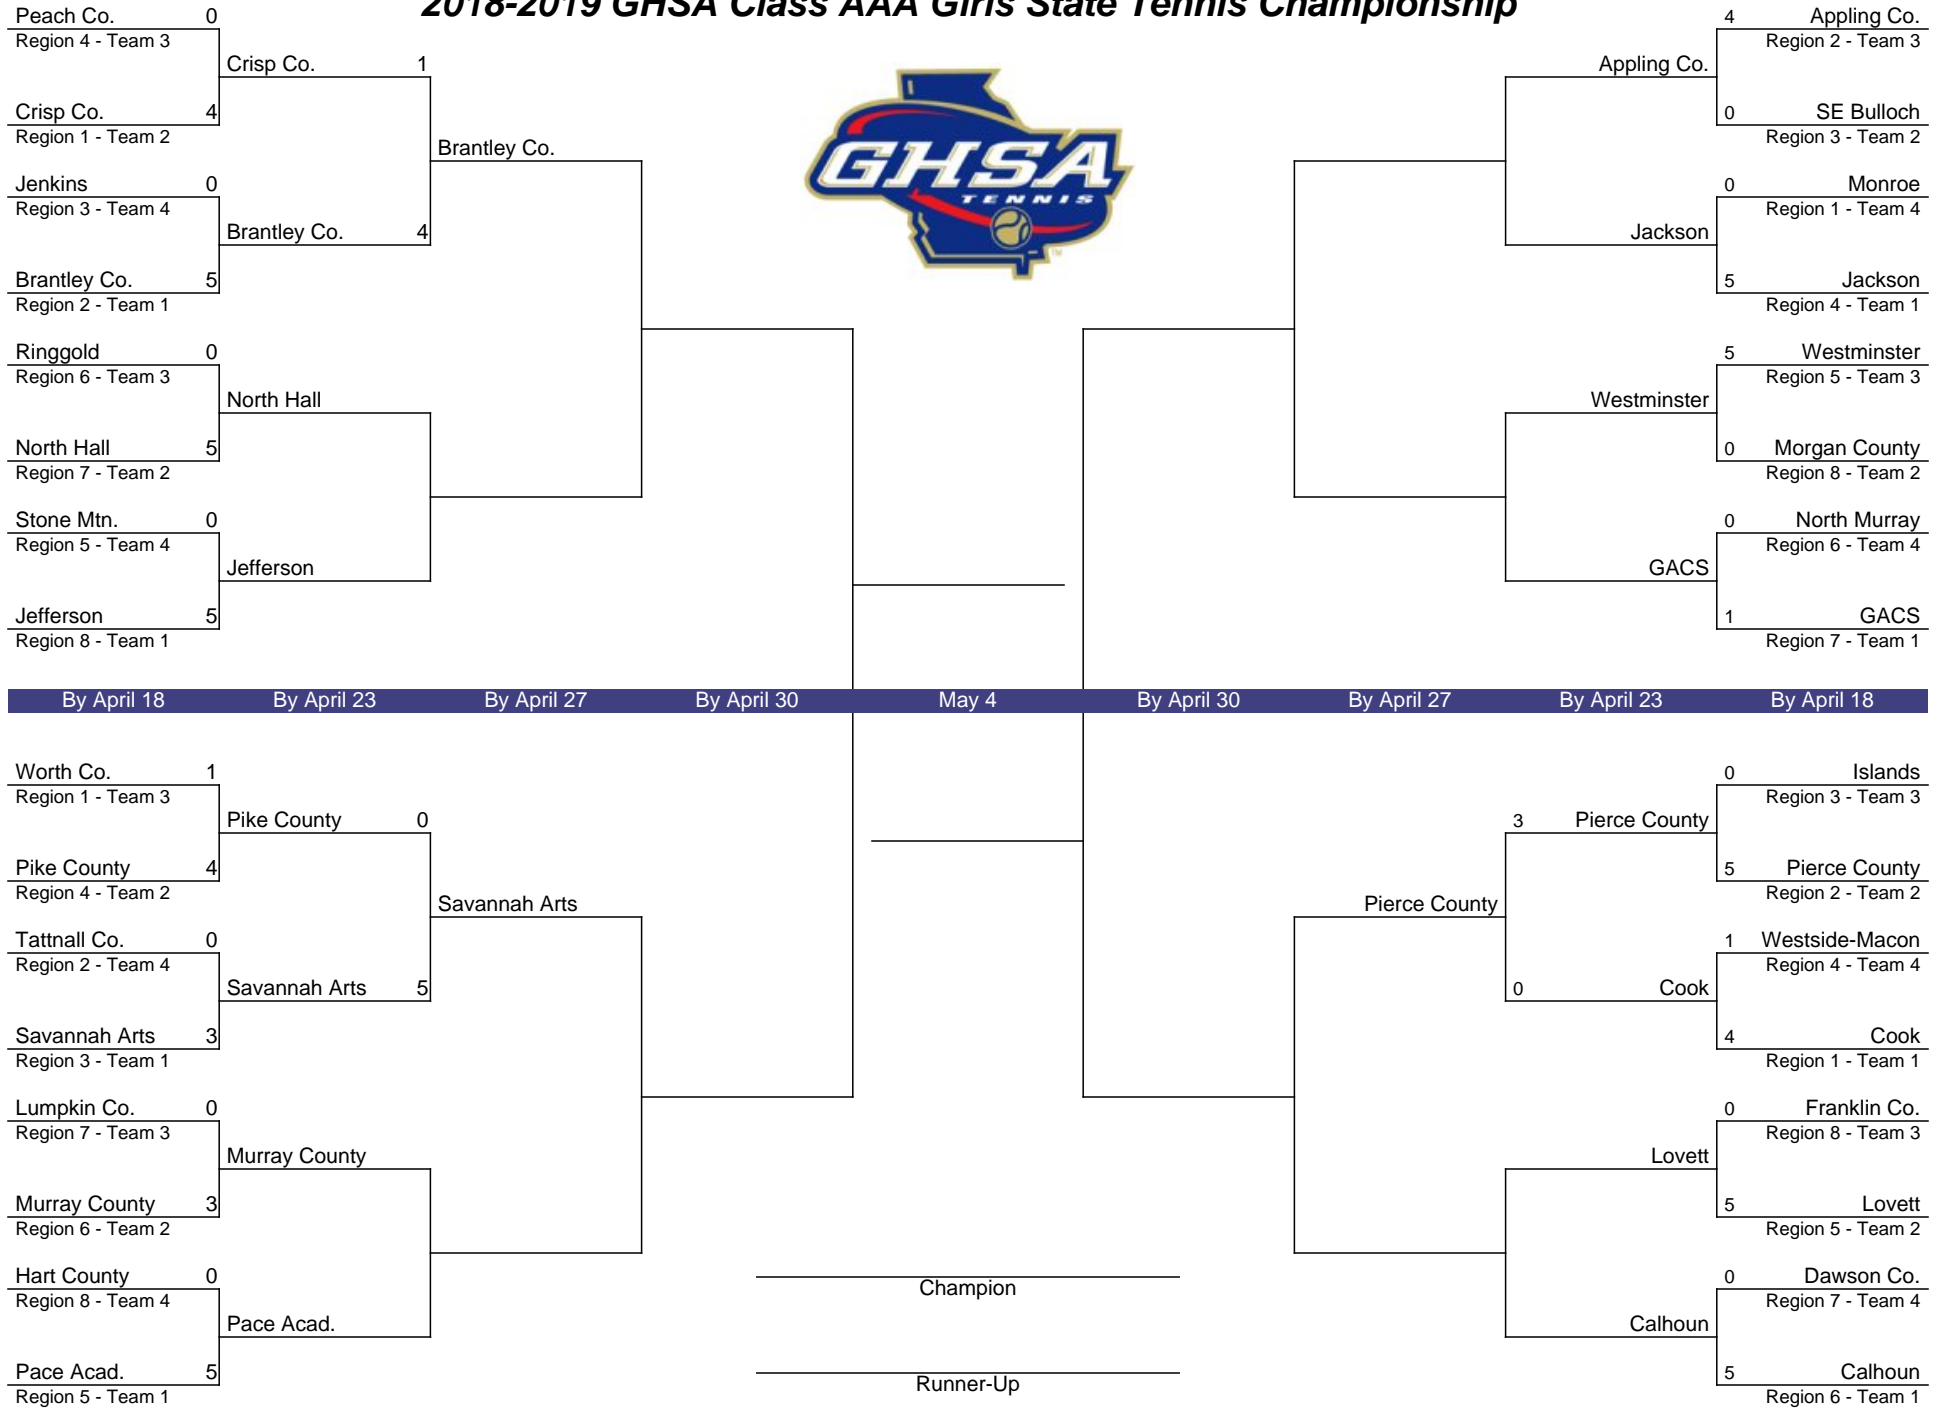 2018-2019 GHSA Class AAA Girls State Tennis Championship
Peach Co. 0
Region 4 - Team 3
Crisp Co. 1
Crisp Co. 4
Region 1 - Team 2
Brantley Co.
Jenkins 0
Region 3 - Team 4
Brantley Co. 4
Brantley Co. 5
Region 2 - Team 1
Ringgold 0
Region 6 - Team 3
North Hall
North Hall 5
Region 7 - Team 2
Stone Mtn. 0
Region 5 - Team 4
Jefferson
Jefferson 5
Region 8 - Team 1
GHSA
TENNIS
TM
4 Appling Co.
Region 2 - Team 3
Appling Co.
0 SE Bulloch
Region 3 - Team 2
0 Monroe
Region 1 - Team 4
Jackson
5 Jackson
Region 4 - Team 1
5 Westminster
Region 5 - Team 3
Westminster
0 Morgan County
Region 8 - Team 2
0 North Murray
Region 6 - Team 4
GACS
1 GACS
Region 7 - Team 1
By April 18 By April 23 By April 27 By April 30 May 4 By April 30 By April 27 By April 23 By April 18
Worth Co. 1
Region 1 - Team 3
Pike County 0
Pike County 4
Region 4 - Team 2
Savannah Arts
Tattnall Co. 0
Region 2 - Team 4
Savannah Arts 5
Savannah Arts 3
Region 3 - Team 1
Lumpkin Co. 0
Region 7 - Team 3
Murray County
Murray County 3
Region 6 - Team 2
Hart County 0
Region 8 - Team 4
Pace Acad.
Pace Acad. 5
Region 5 - Team 1
Champion
Runner-Up
0 Islands
Region 3 - Team 3
3 Pierce County
5 Pierce County
Region 2 - Team 2
Pierce County
1 Westside-Macon
Region 4 - Team 4
0 Cook
4 Cook
Region 1 - Team 1
0 Franklin Co.
Region 8 - Team 3
Lovett
5 Lovett
Region 5 - Team 2
0 Dawson Co.
Region 7 - Team 4
Calhoun
5 Calhoun
Region 6 - Team 1